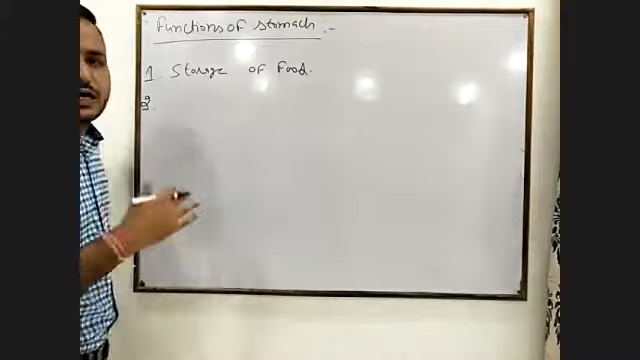 Functions of stomach :-
1. Storage of Food.
2.